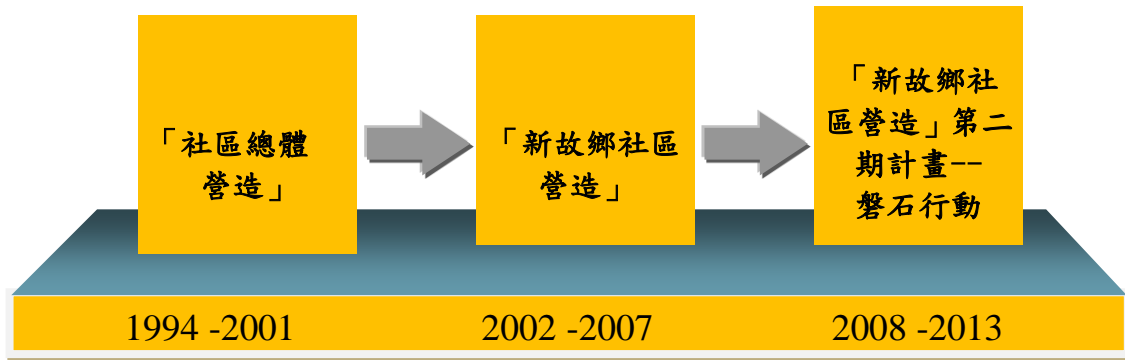 「社區總體
營造」
「新故鄉社區
營造」
「新故鄉社
區營造」第二
期計畫--
磐石行動
1994 -2001
2002 -2007
2008 -2013